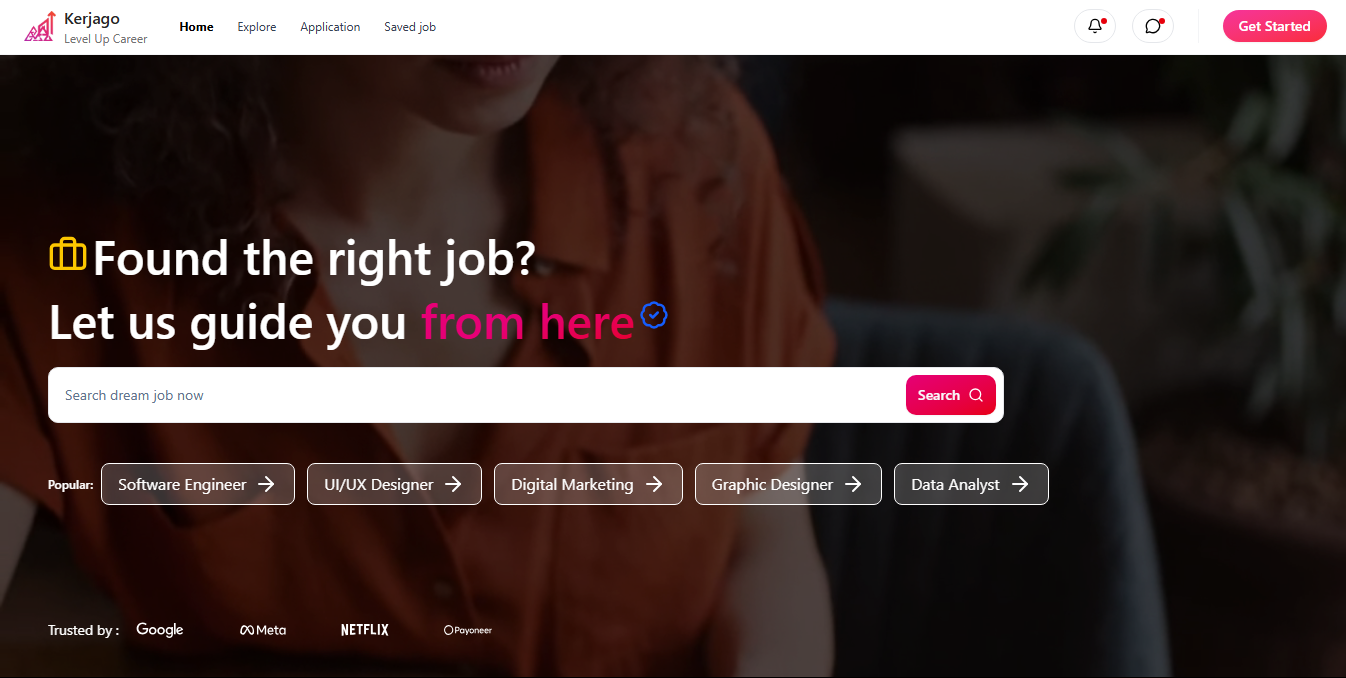 Kerjago
Level Up Career
Home
Explore
Application
Saved job
Get Started
Found the right job?
Let us guide you from here
Search dream job now
Search
Popular:
Software Engineer
UI/UX Designer
Digital Marketing
Graphic Designer
Data Analyst
Trusted by :
Google
Meta
NETFLIX
Payoneer